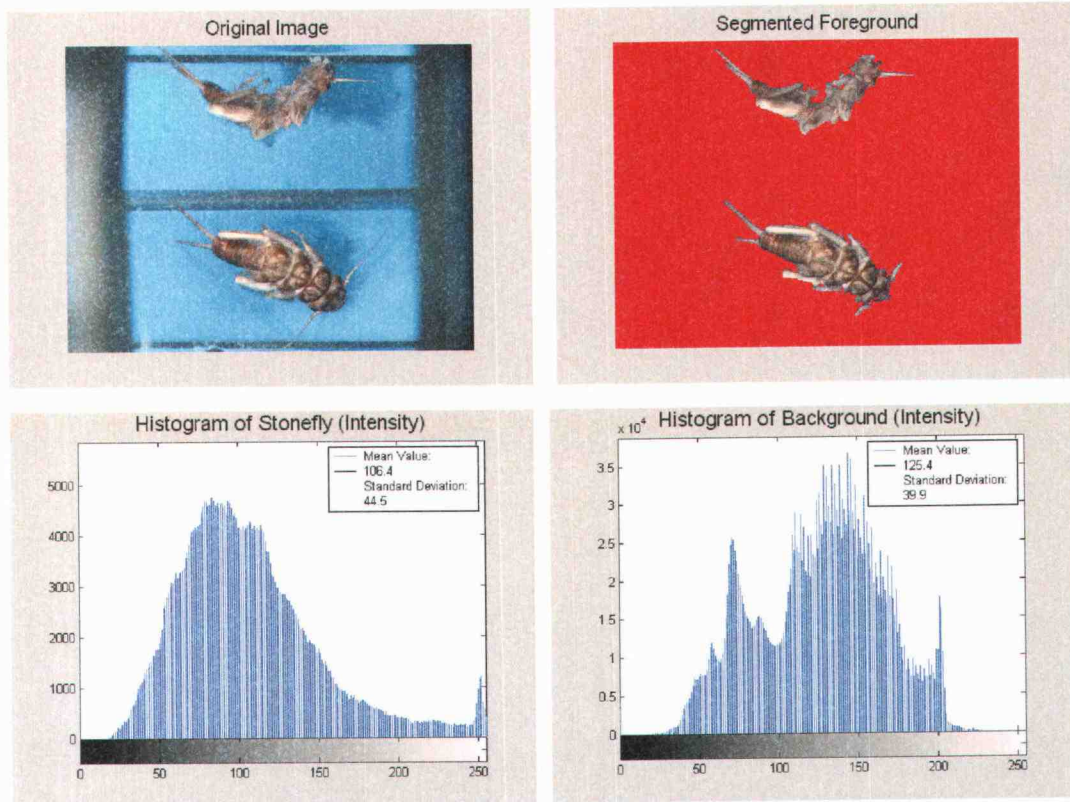 Original Image
Segmented Foreground
Histogram of Stonefly (Intensity)
Mean Value:
106.4
Standard Deviation:
44.5
5000
4000
3000
2000
1000
0
0 50 100 150 200 250
x 10^4
Histogram of Background (Intensity)
Mean Value:
125.4
Standard Deviation:
39.9
3.5
3
2.5
2
1.5
1
0.5
0
0 50 100 150 200 250